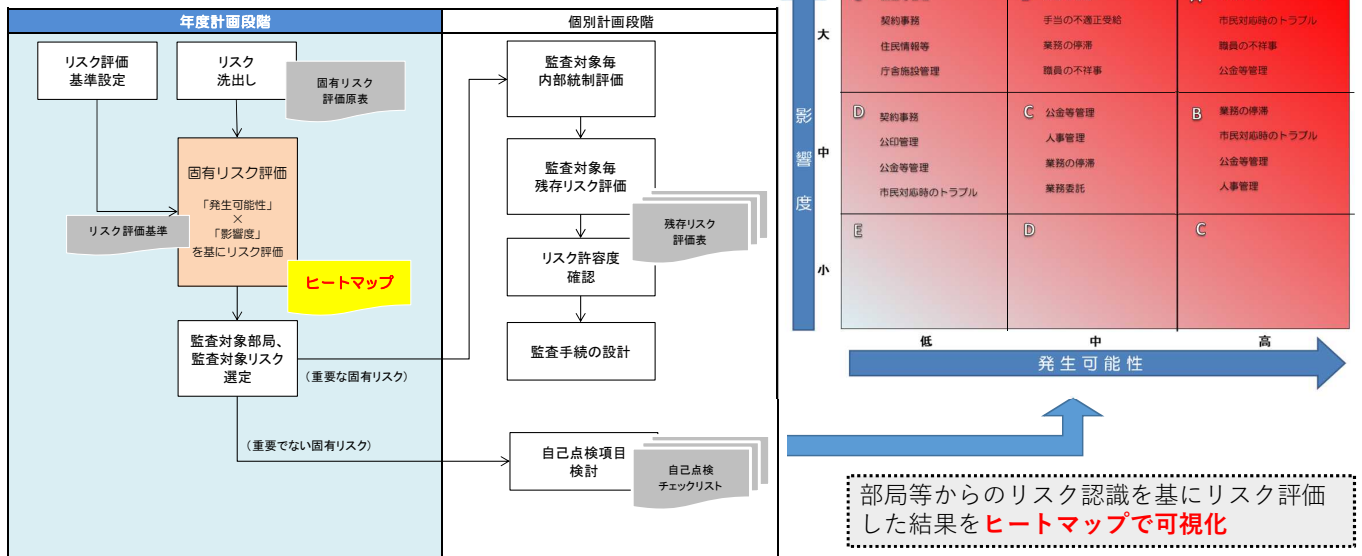 年度計画段階
個別計画段階
リスク評価
基準設定
リスク
洗出し
固有リスク
評価原表
固有リスク評価
「発生可能性」
×
「影響度」
を基にリスク評価
リスク評価基準
ヒートマップ
監査対象部局、
監査対象リスク
選定
(重要な固有リスク)
(重要でない固有リスク)
監査対象毎
内部統制評価
監査対象毎
残存リスク評価
残存リスク
評価表
リスク許容度
確認
監査手続の設計
自己点検項目
検討
自己点検
チェックリスト
影響度
大
契約事務
住民情報等
庁舎施設管理
手当の不適正受給
業務の停滞
職員の不祥事
市民対応時のトラブル
職員の不祥事
公金等管理
中
D
契約事務
公印管理
公金等管理
市民対応時のトラブル
C
公金等管理
人事管理
業務の停滞
業務委託
B
業務の停滞
市民対応時のトラブル
公金等管理
人事管理
小
E
D
C
低
中
高
発生可能性
部局等からのリスク認識を基にリスク評価
した結果をヒートマップで可視化